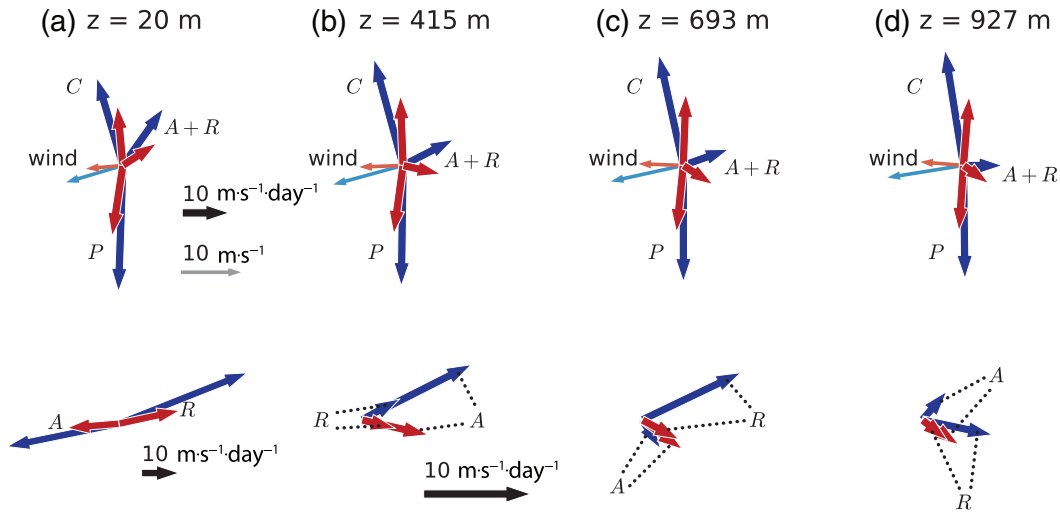 (a) z = 20 m
(b) z = 415 m
(c) z = 693 m
(d) z = 927 m
C
A + R
wind
P
10 m·s⁻¹·day⁻¹
10 m·s⁻¹
C
wind
A + R
P
C
wind
A + R
P
C
wind
A + R
P
A
R
10 m·s⁻¹·day⁻¹
R
A
10 m·s⁻¹·day⁻¹
R
A
A
R